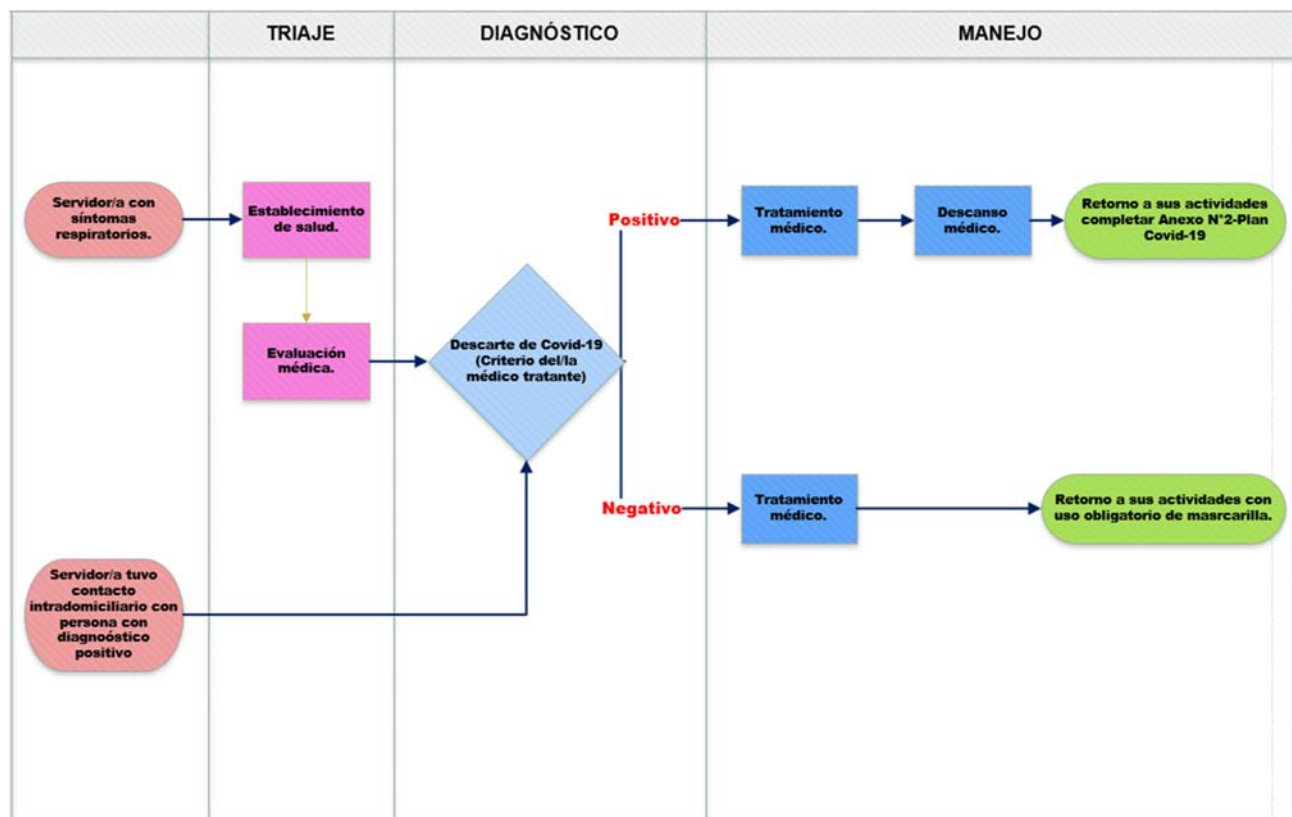 TRIAJE
DIAGNÓSTICO
MANEJO
Servidor/a con
síntomas
respiratorios.
Establecimiento
de salud.
Evaluación
médica.
Descarte de Covid-19
(Criterio del/la
médico tratante)
Positivo
Tratamiento
médico.
Descanso
médico.
Retorno a sus actividades
completar Anexo N°2-Plan
Covid-19
Servidor/a tuvo
contacto
intradomiciliario con
persona con
diagnoóstico
positivo
Negativo
Tratamiento
médico.
Retorno a sus actividades con
uso obligatorio de masrcarilla.